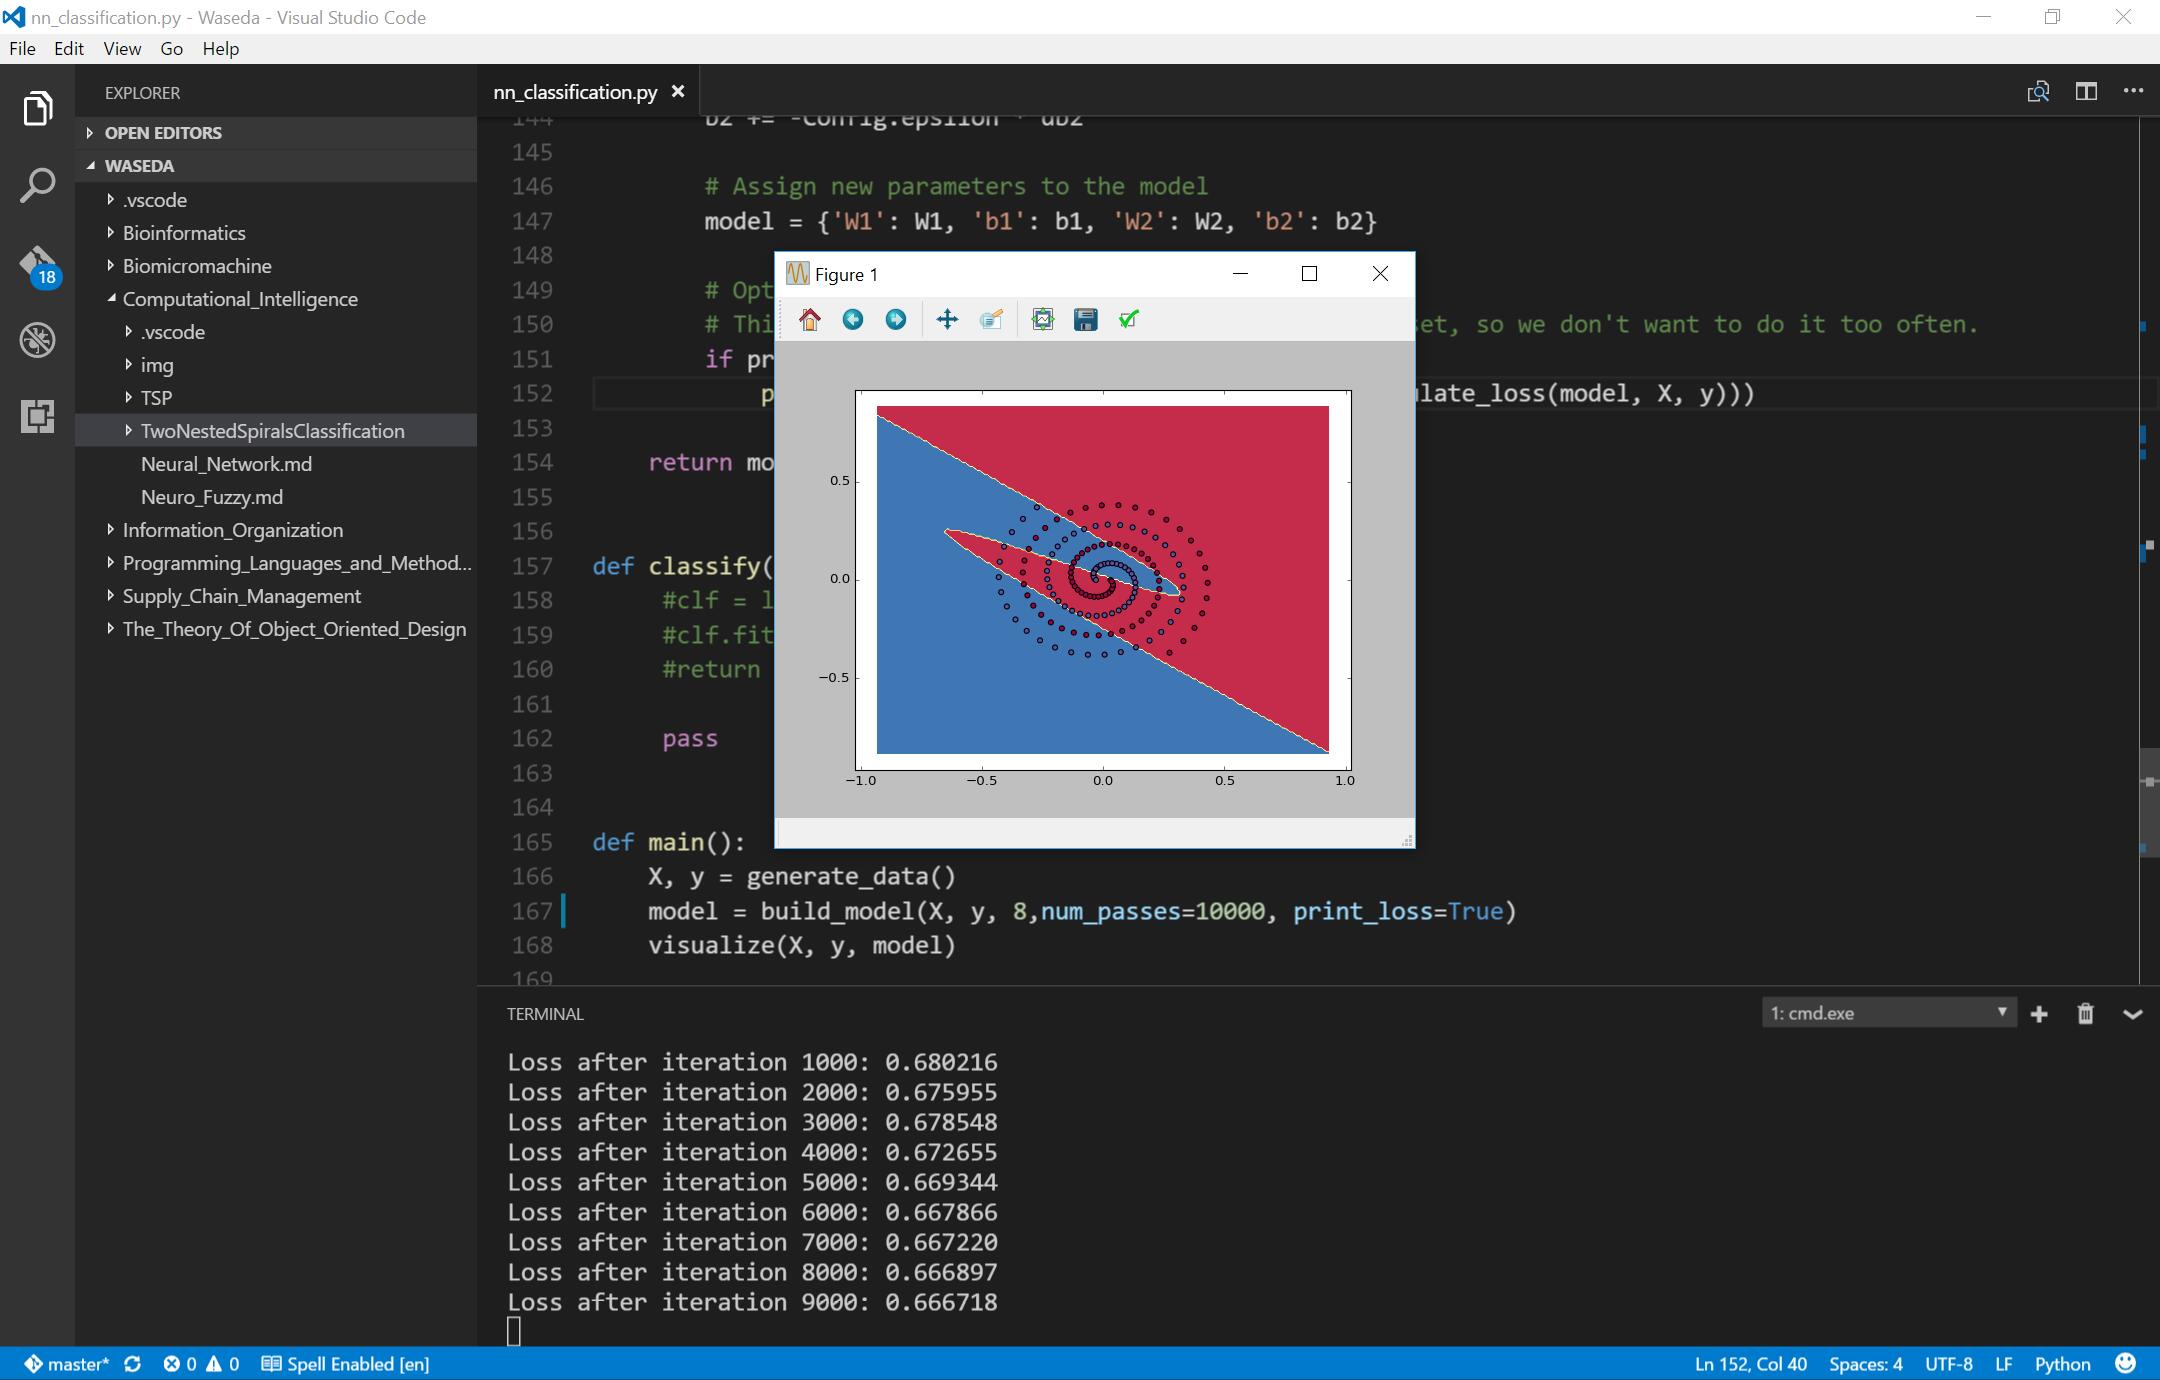 nn_classification.py - Waseda - Visual Studio Code
File Edit View Go Help
EXPLORER
OPEN EDITORS
WASEDA
.vscode
Bioinformatics
Biomicromachine
Computational_Intelligence
.vscode
img
TSP
TwoNestedSpiralsClassification
Neural_Network.md
Neuro_Fuzzy.md
Information_Organization
Programming_Languages_and_Method...
Supply_Chain_Management
The_Theory_Of_Object_Oriented_Design
18
nn_classification.py
144 b2 += -Config.epsilon * db2
145
146 # Assign new parameters to the model
147 model = {'W1': W1, 'b1': b1, 'W2': W2, 'b2': b2}
148
149 # Opt
150 # Thi set, so we don't want to do it too often.
151 if pr
152 p ulate_loss(model, X, y)))
153
154 return mo
155
156
157 def classify(
158 #clf = l
159 #clf.fit
160 #return
161
162 pass
163
164
165 def main():
166 X, y = generate_data()
167 model = build_model(X, y, 8,num_passes=10000, print_loss=True)
168 visualize(X, y, model)
169
Figure 1
0.5
0.0
−0.5
−1.0 −0.5 0.0 0.5 1.0
TERMINAL
1: cmd.exe
Loss after iteration 1000: 0.680216
Loss after iteration 2000: 0.675955
Loss after iteration 3000: 0.678548
Loss after iteration 4000: 0.672655
Loss after iteration 5000: 0.669344
Loss after iteration 6000: 0.667866
Loss after iteration 7000: 0.667220
Loss after iteration 8000: 0.666897
Loss after iteration 9000: 0.666718
master* 0 0 Spell Enabled [en] Ln 152, Col 40 Spaces: 4 UTF-8 LF Python